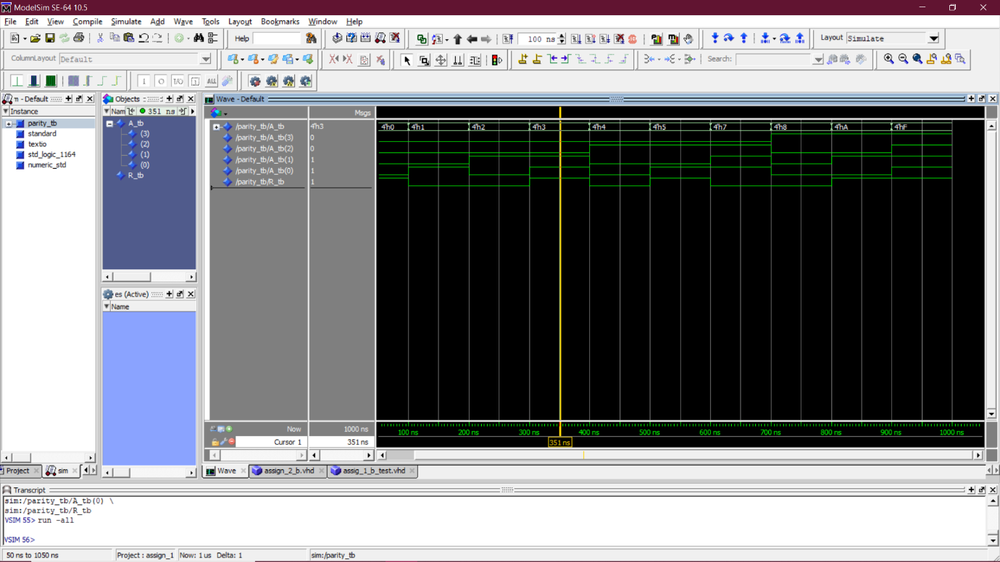 ModelSim SE-64 10.5
File Edit View Compile Simulate Add Wave Tools Layout Bookmarks Window Help
Help
100 ns
Layout Simulate
ColumnLayout Default
Search:
ALL
n - Default
Instance
parity_tb
standard
textio
std_logic_1164
numeric_std
Objects
Nam 351 ns
A_tb
(3)
(2)
(1)
(0)
R_tb
es (Active)
Name
Wave - Default
Msgs
/parity_tb/A_tb 4'h3 4'h0 4'h1 4'h2 4'h3 4'h4 4'h5 4'h7 4'h8 4'hA 4'hF
/parity_tb/A_tb(3) 0
/parity_tb/A_tb(2) 0
/parity_tb/A_tb(1) 1
/parity_tb/A_tb(0) 1
/parity_tb/R_tb 1
Now 1000 ns 100 ns 200 ns 300 ns 400 ns 500 ns 600 ns 700 ns 800 ns 900 ns 1000 ns
Cursor 1 351 ns 351 ns
Project sim
Wave assign_2_b.vhd assig_1_b_test.vhd
Transcript
sim:/parity_tb/A_tb(0) \
sim:/parity_tb/R_tb
VSIM 55> run -all
VSIM 56>
50 ns to 1050 ns Project : assign_1 Now: 1 us Delta: 1 sim:/parity_tb